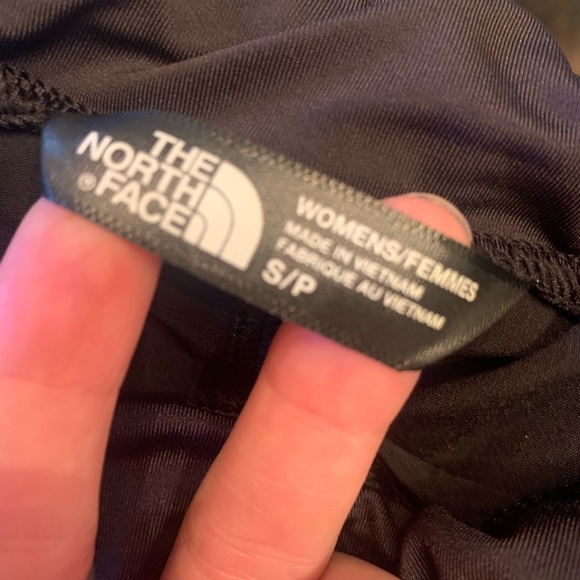 THE
NORTH
FACE
®
S/P
WOMENS/FEMMES
MADE IN VIETNAM
FABRIQUE AU VIETNAM